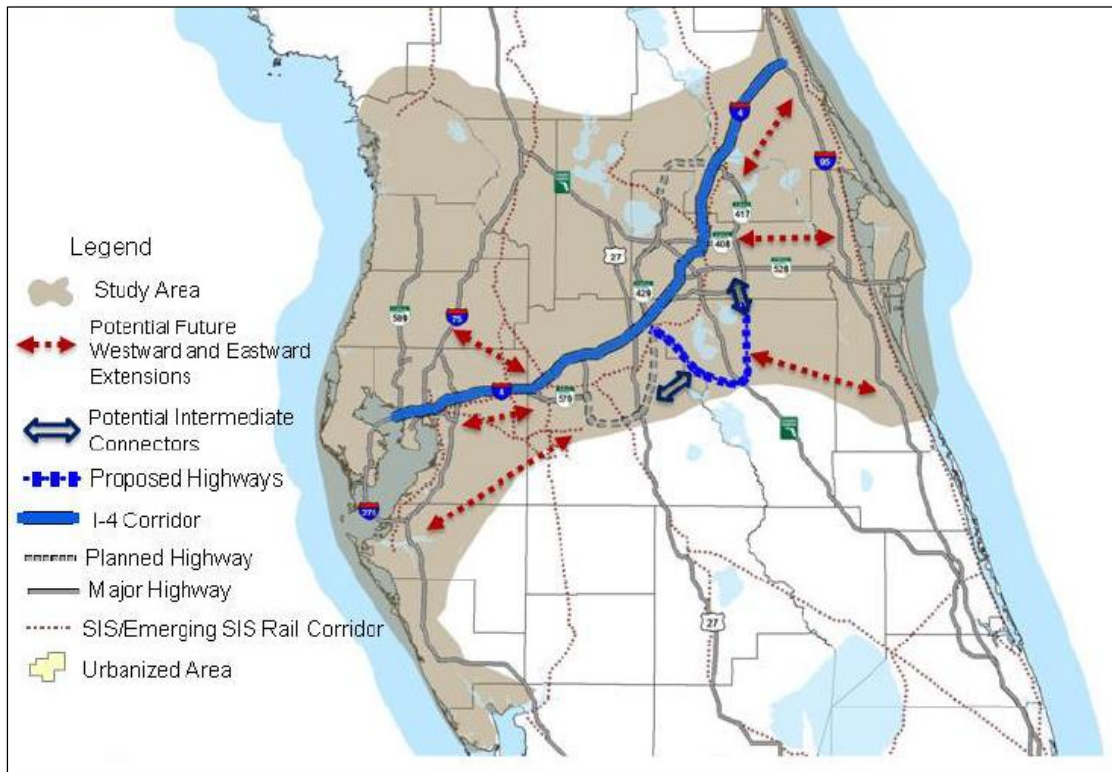 Legend
Study Area
Potential Future
Westward and Eastward
Extensions
Potential Intermediate
Connectors
Proposed Highways
I-4 Corridor
Planned Highway
Major Highway
SIS/Emerging SIS Rail Corridor
Urbanized Area
4
95
417
408
27
528
429
589
75
4
570
27